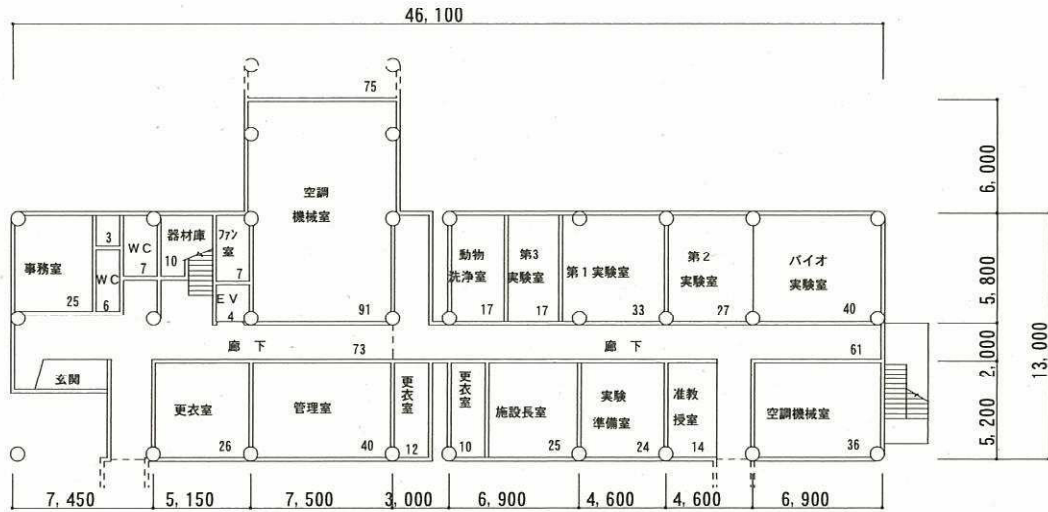 46,100
75
6,000
空調
機械室
91
事務室
25
3
WC
6
WC
7
器材庫
10
ファン
室
7
EV
4
動物
洗浄室
17
第3
実験室
17
第1実験室
33
第2
実験室
27
バイオ
実験室
40
5,800
13,000
廊下
73
廊下
61
2,000
玄関
更衣室
26
管理室
40
更衣室
12
更衣室
10
施設長室
25
実験
準備室
24
准教
授室
14
空調機械室
36
5,200
7,450
5,150
7,500
3,000
6,900
4,600
4,600
6,900